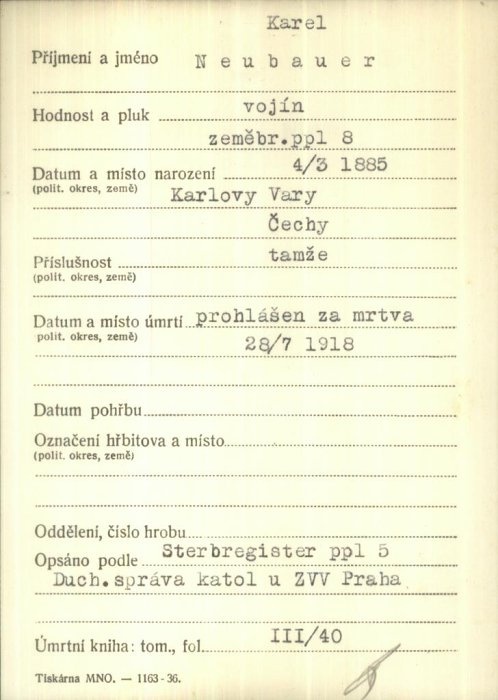 Karel
Příjmení a jméno Neubauer
Hodnost a pluk vojín
zeměbr.ppl 8
Datum a místo narození 4/3 1885
(polit. okres, země) Karlovy Vary
Čechy
Příslušnost tamže
(polit. okres, země)
Datum a místo úmrtí prohlášen za mrtva
polit. okres, země) 28/7 1918
Datum pohřbu
Označení hřbitova a místo
(polit. okres, země)
Oddělení, číslo hrobu
Opsáno podle Sterbregister ppl 5
Duch.správa katol u ZVV Praha
Úmrtní kniha: tom., fol. III/40
Tiskárna MNO. — 1163-36.